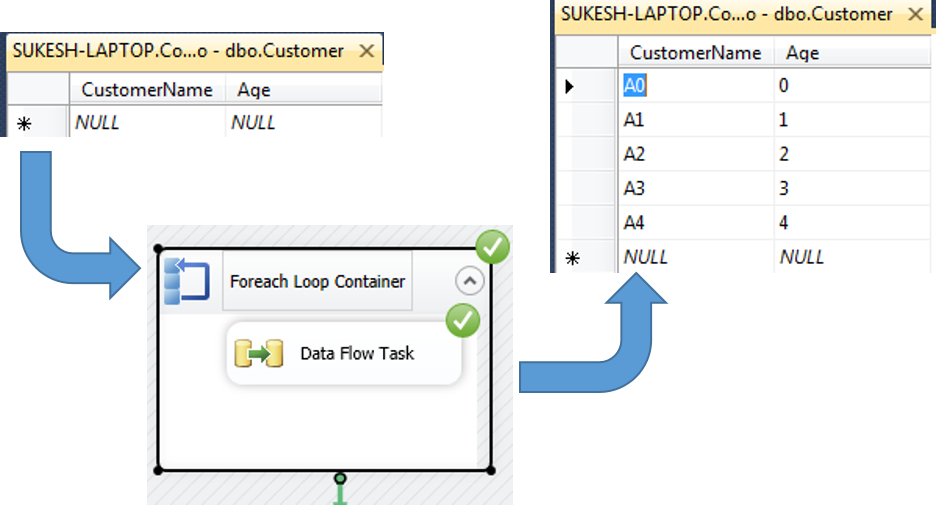 SUKESH-LAPTOP.Co...o - dbo.Customer
CustomerName Age
NULL NULL
Foreach Loop Container
Data Flow Task
SUKESH-LAPTOP.Co...o - dbo.Customer
CustomerName Age
A0 0
A1 1
A2 2
A3 3
A4 4
NULL NULL